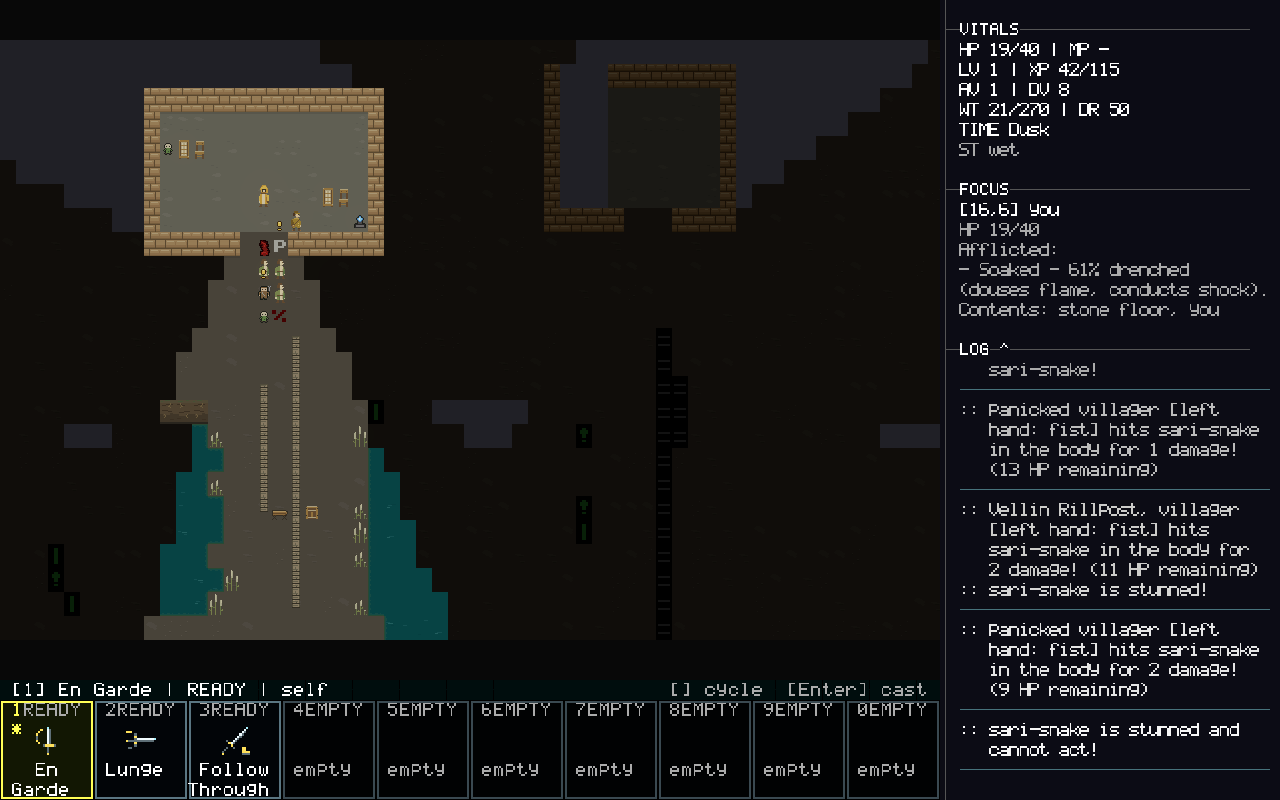 VITALS
HP 19/40 | MP -
LV 1 | XP 42/115
AV 1 | DV 8
WT 21/270 | DR 50
TIME Dusk
ST wet
FOCUS
[16,6] You
HP 19/40
Afflicted:
- Soaked - 61% drenched
(douses flame, conducts shock).
Contents: stone floor, You
LOG ^
sari-snake!
:: Panicked villager [left
hand: fist] hits sari-snake
in the body for 1 damage!
(13 HP remaining)
:: Vellin RillPost, villager
[left hand: fist] hits
sari-snake in the body for
2 damage! (11 HP remaining)
:: sari-snake is stunned!
:: Panicked villager [left
hand: fist] hits sari-snake
in the body for 2 damage!
(9 HP remaining)
:: sari-snake is stunned and
cannot act!
P
[1] En Garde | READY | self
[] cycle [Enter] cast
1READY 2READY 3READY 4EMPTY 5EMPTY 6EMPTY 7EMPTY 8EMPTY 9EMPTY 0EMPTY
*
En Lunge Follow empty empty empty empty empty empty empty
Garde Through